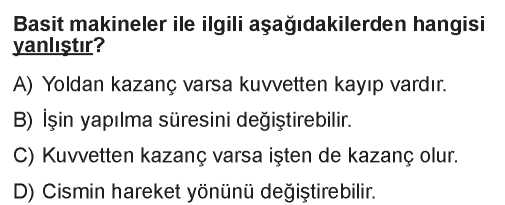 Basit makineler ile ilgili aşağıdakilerden hangisi
yanlıştır?
A) Yoldan kazanç varsa kuvvetten kayıp vardır.
B) İşin yapılma süresini değiştirebilir.
C) Kuvvetten kazanç varsa işten de kazanç olur.
D) Cismin hareket yönünü değiştirebilir.